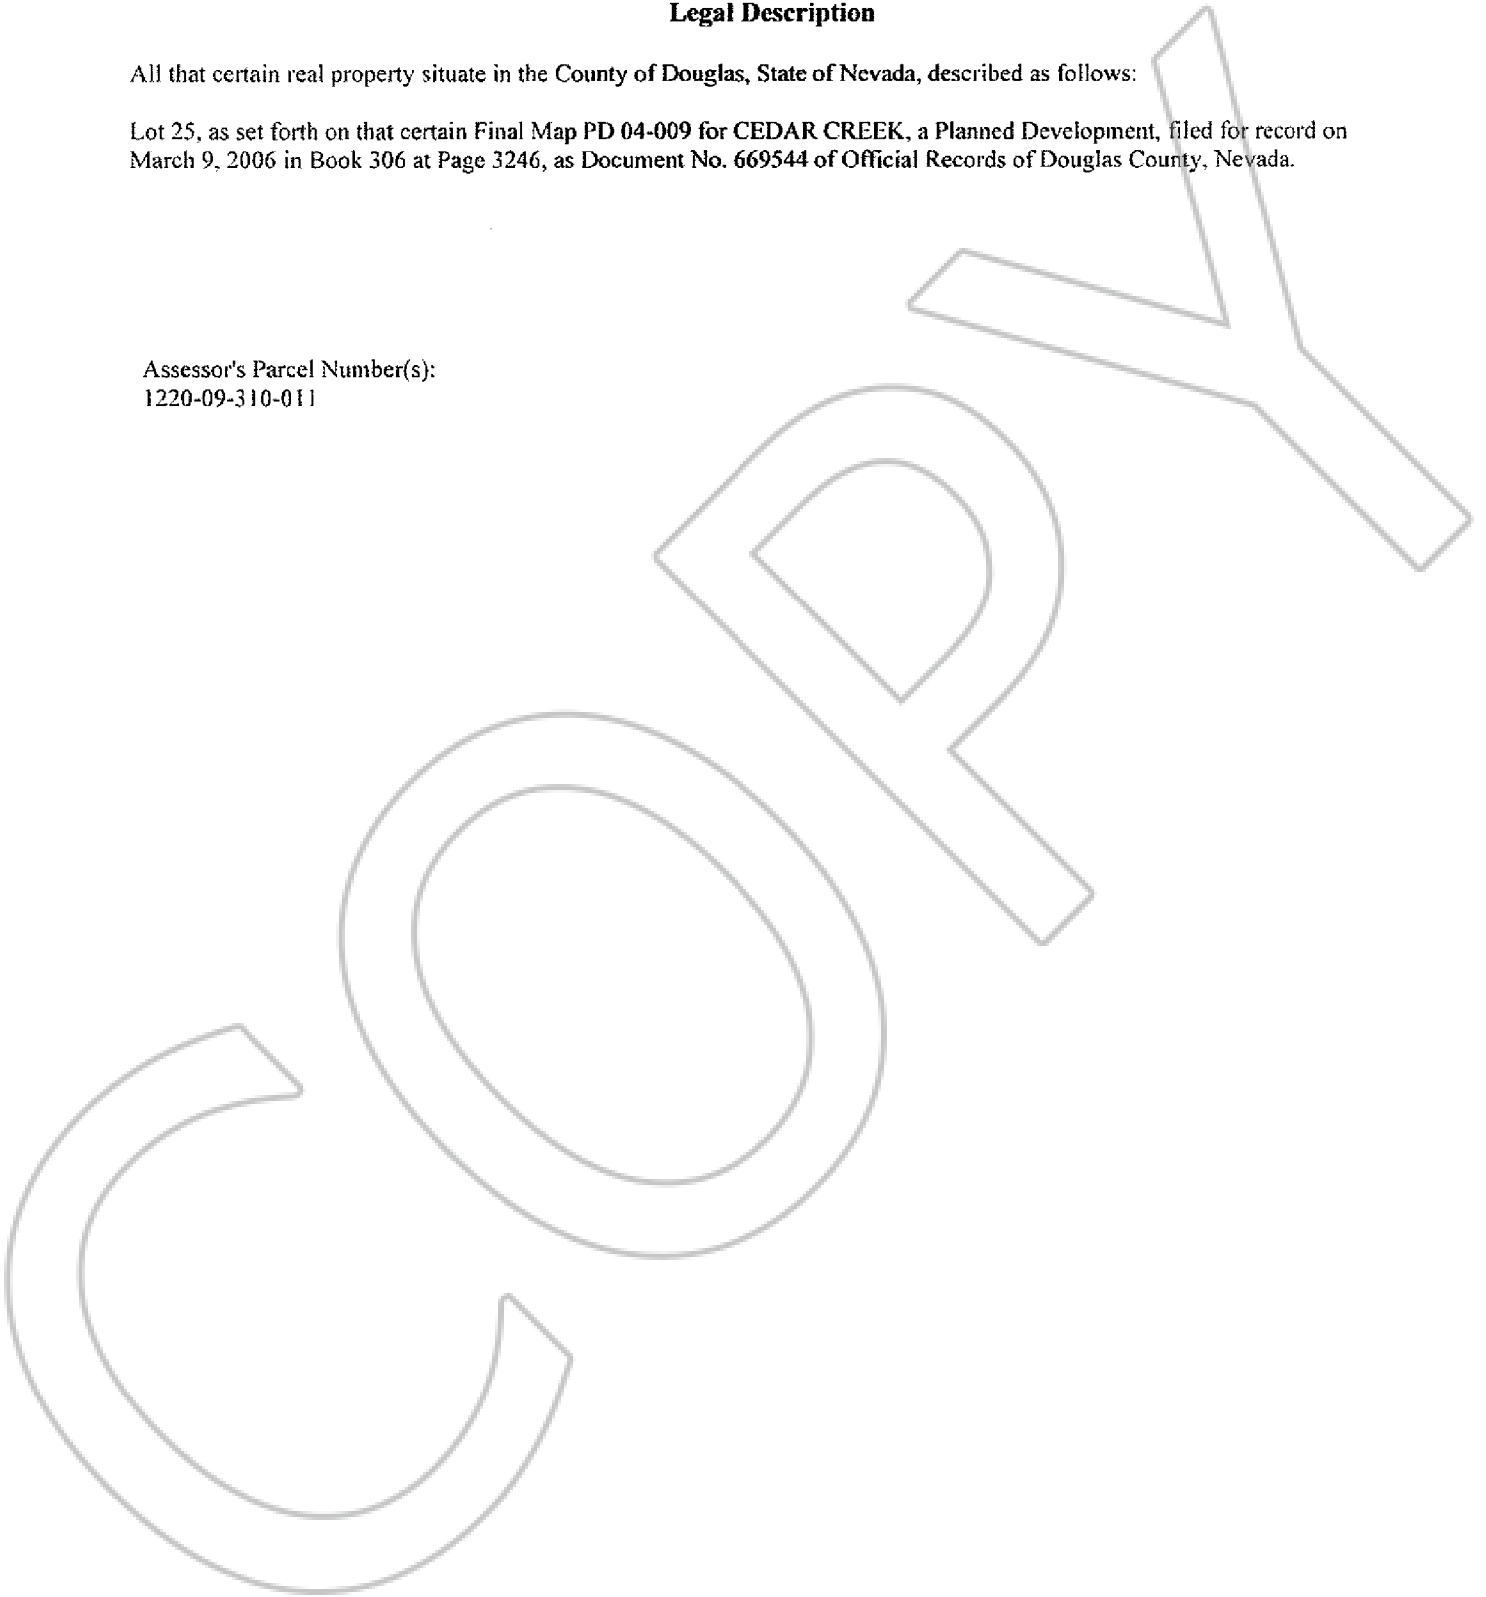 Legal Description
All that certain real property situate in the County of Douglas, State of Nevada, described as follows:
Lot 25, as set forth on that certain Final Map PD 04-009 for CEDAR CREEK, a Planned Development, filed for record on
March 9, 2006 in Book 306 at Page 3246, as Document No. 669544 of Official Records of Douglas County, Nevada.
Assessor's Parcel Number(s):
1220-09-310-011
COPY